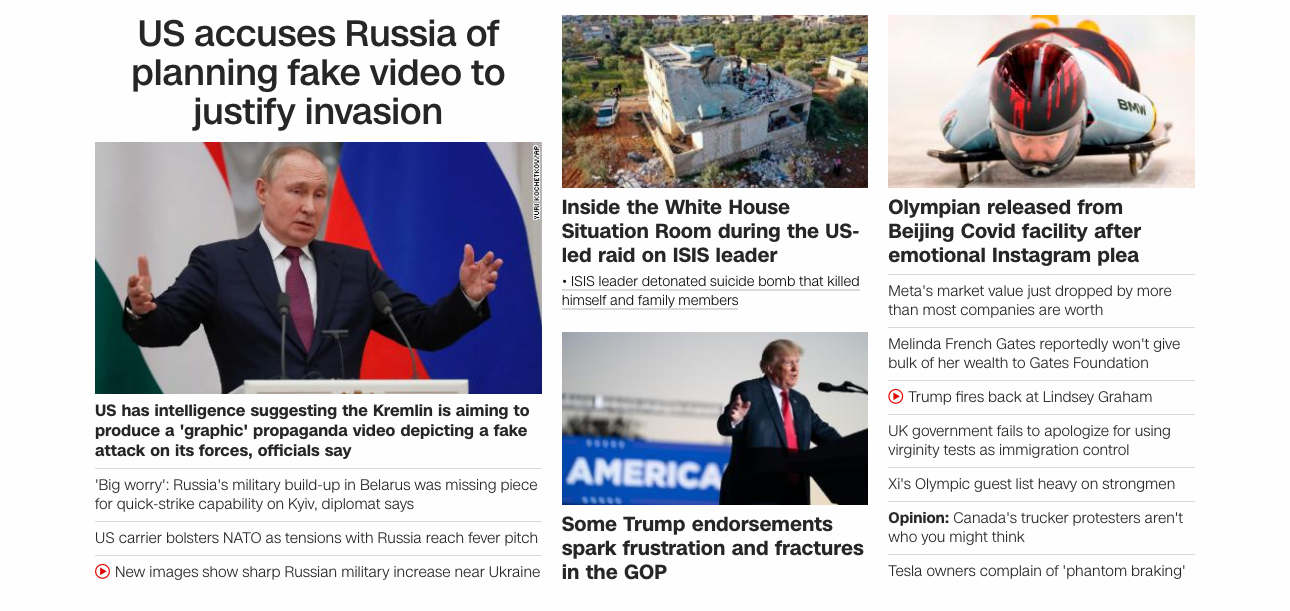 US accuses Russia of
planning fake video to
justify invasion
YURI KOCHETKOV/AP
US has intelligence suggesting the Kremlin is aiming to
produce a 'graphic' propaganda video depicting a fake
attack on its forces, officials say
'Big worry': Russia's military build-up in Belarus was missing piece
for quick-strike capability on Kyiv, diplomat says
US carrier bolsters NATO as tensions with Russia reach fever pitch
New images show sharp Russian military increase near Ukraine
Inside the White House
Situation Room during the US-
led raid on ISIS leader
• ISIS leader detonated suicide bomb that killed
himself and family members
AMERICA
Some Trump endorsements
spark frustration and fractures
in the GOP
BMW
Olympian released from
Beijing Covid facility after
emotional Instagram plea
Meta's market value just dropped by more
than most companies are worth
Melinda French Gates reportedly won't give
bulk of her wealth to Gates Foundation
Trump fires back at Lindsey Graham
UK government fails to apologize for using
virginity tests as immigration control
Xi's Olympic guest list heavy on strongmen
Opinion: Canada's trucker protesters aren't
who you might think
Tesla owners complain of 'phantom braking'